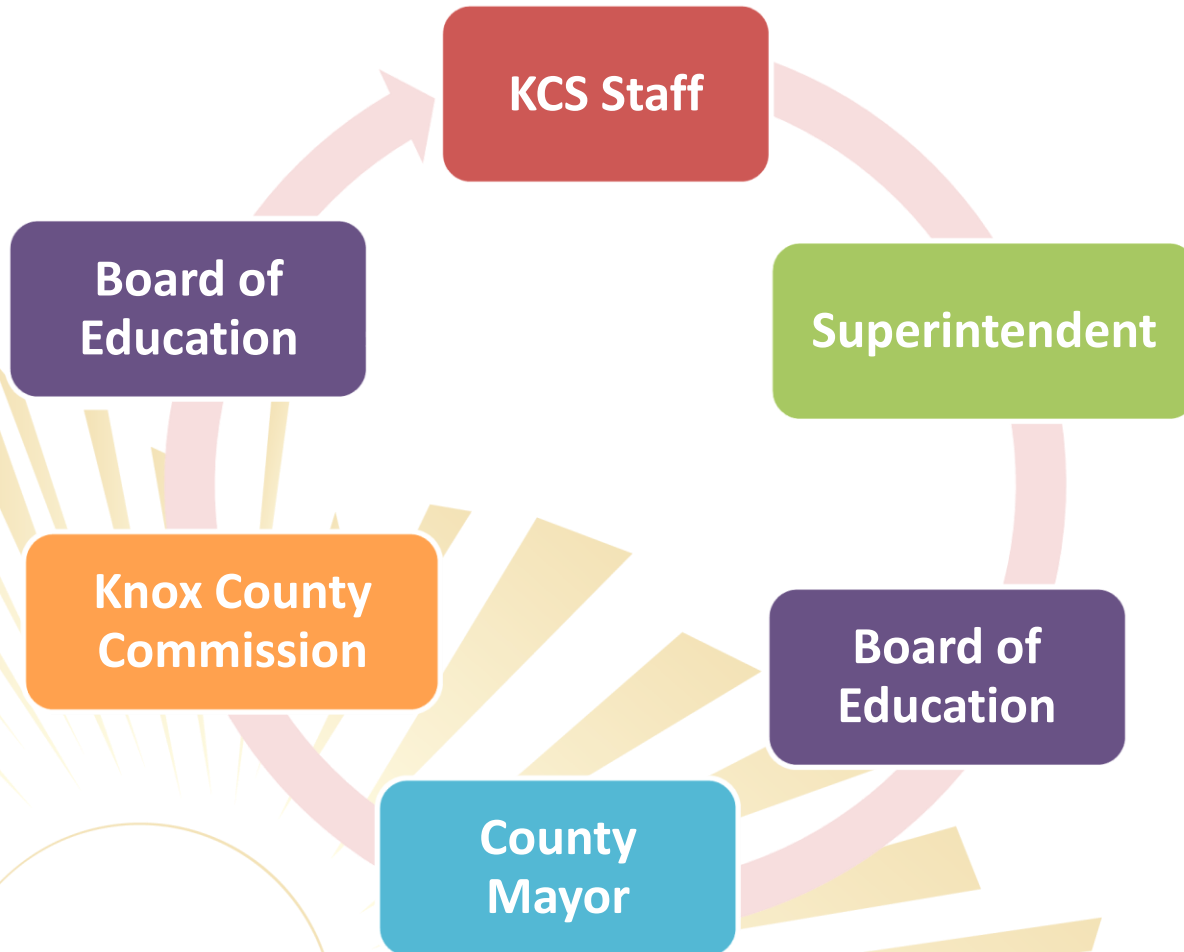 KCS Staff
Superintendent
Board of
Education
County
Mayor
Knox County
Commission
Board of
Education